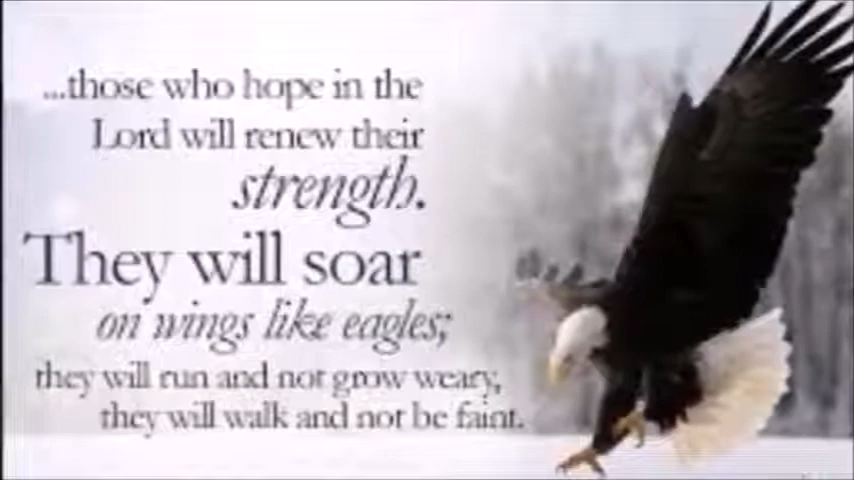 ...those who hope in the
Lord will renew their
strength.
They will soar
on wings like eagles;
they will run and not grow weary,
they will walk and not be faint.